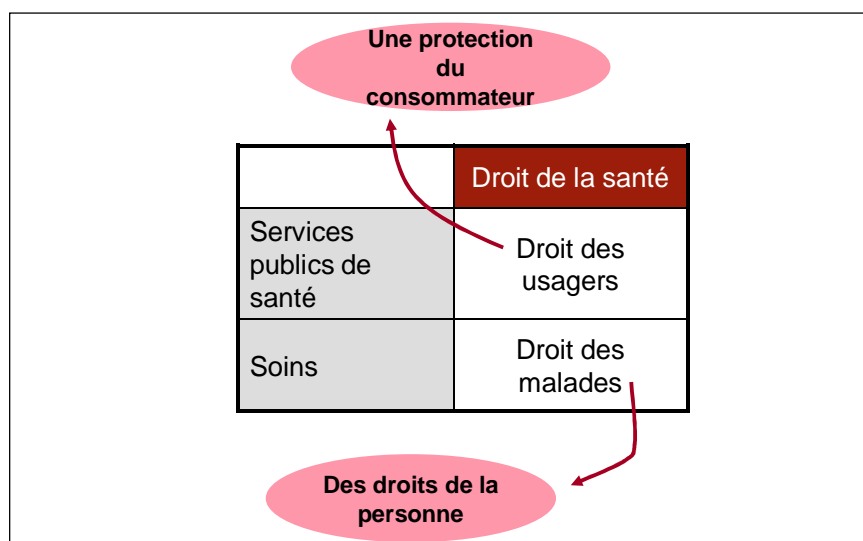 Une protection
du
consommateur
Droit de la santé
Services
publics de
santé
Droit des
usagers
Soins
Droit des
malades
Des droits de la
personne